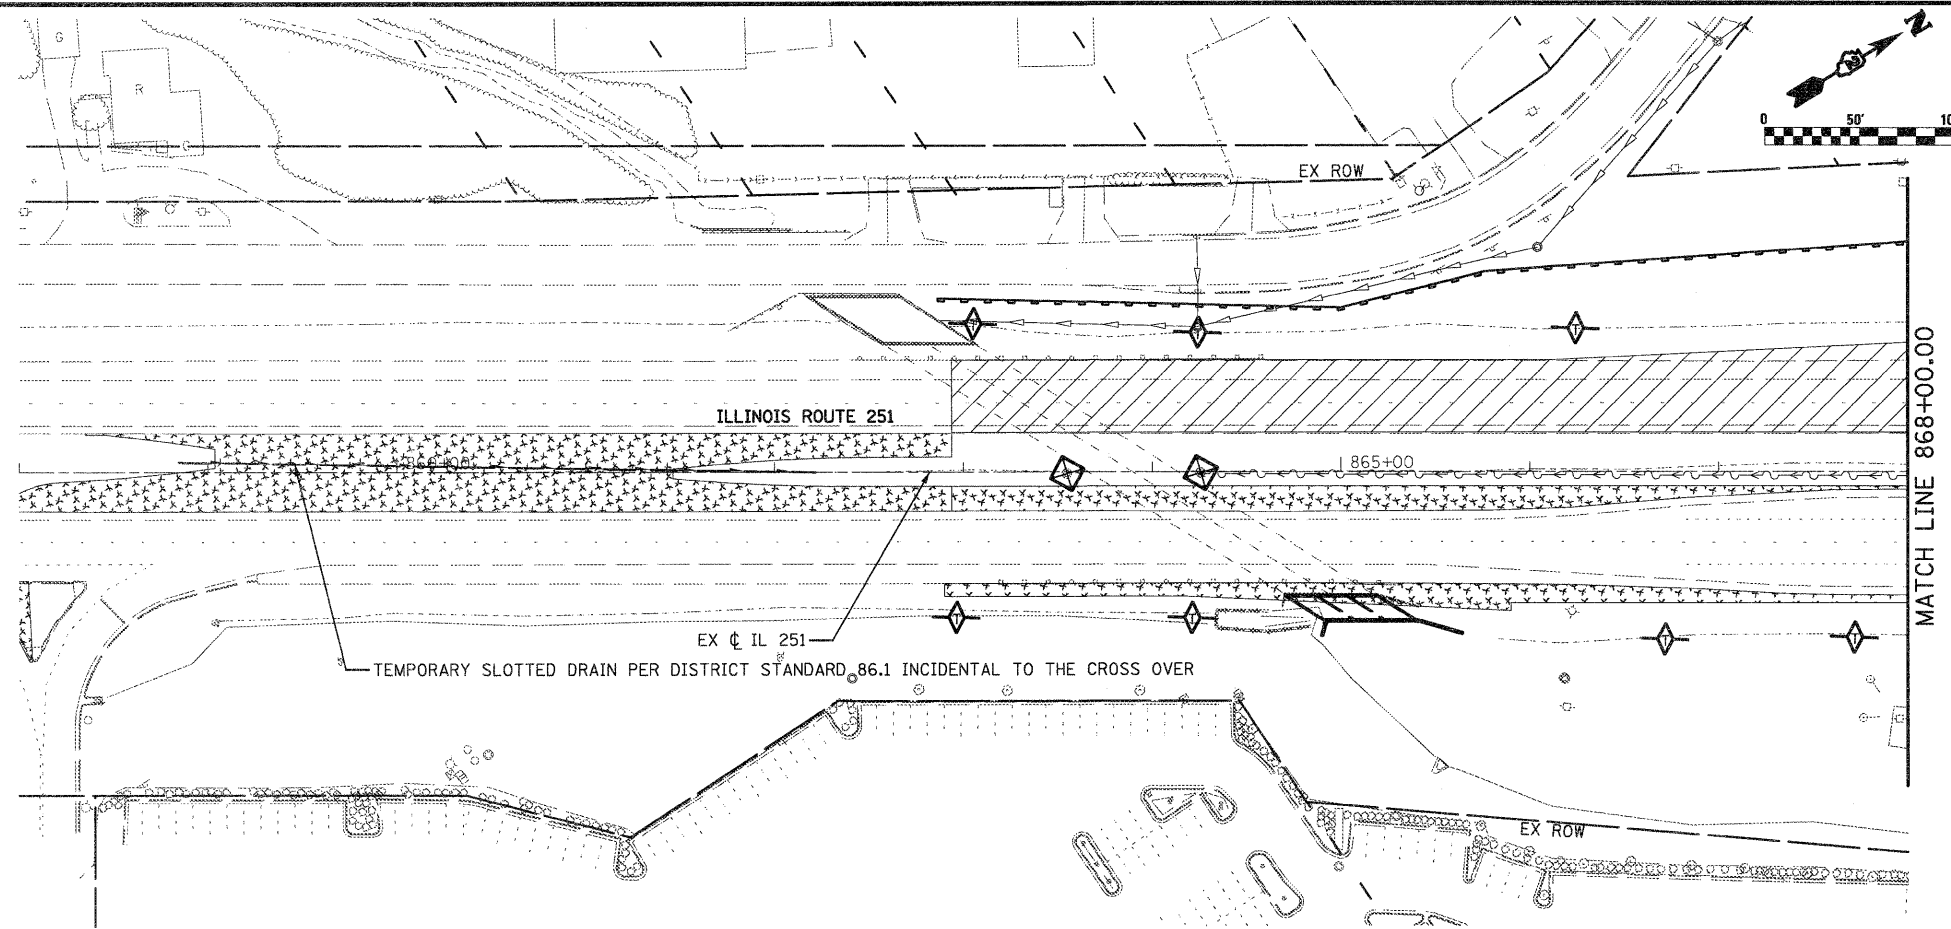 G
R
N
0 50' 10
EX ROW
ILLINOIS ROUTE 251
865+00
MATCH LINE 868+00.00
EX ℄ IL 251
TEMPORARY SLOTTED DRAIN PER DISTRICT STANDARD 86.1 INCIDENTAL TO THE CROSS OVER
EX ROW
T
T
T
T
T
T
T